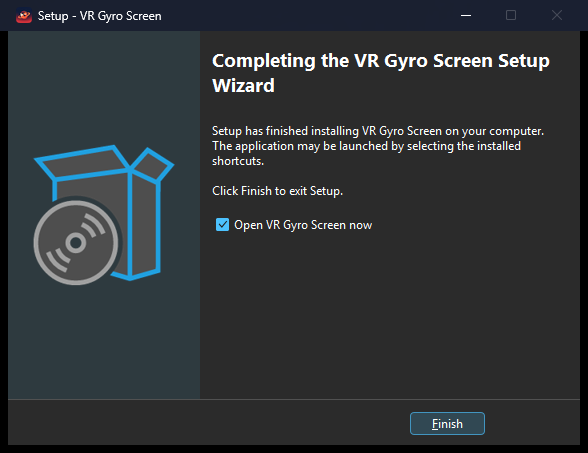 Setup - VR Gyro Screen
Completing the VR Gyro Screen Setup
Wizard
Setup has finished installing VR Gyro Screen on your computer.
The application may be launched by selecting the installed
shortcuts.
Click Finish to exit Setup.
Open VR Gyro Screen now
Finish